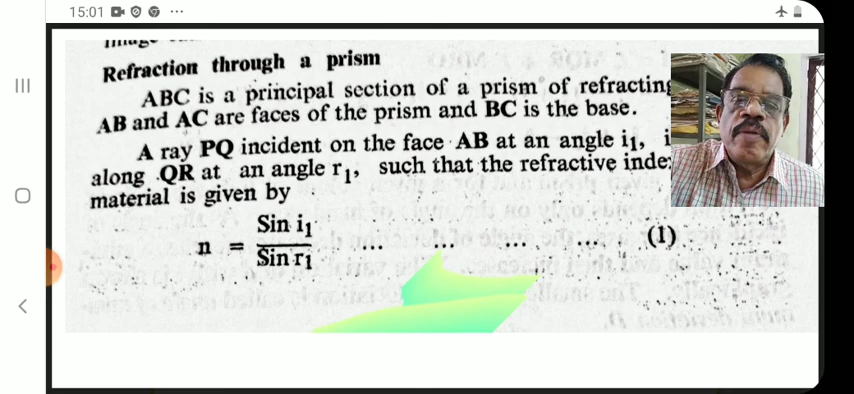 15:01
Refraction through a prism
ABC is a principal section of a prism of refracting
AB and AC are faces of the prism and BC is the base.
A ray PQ incident on the face AB at an angle i1, i
along QR at an angle r1, such that the refractive inde
material is given by
n = Sin i1 / Sin r1 ... ... ... (1)